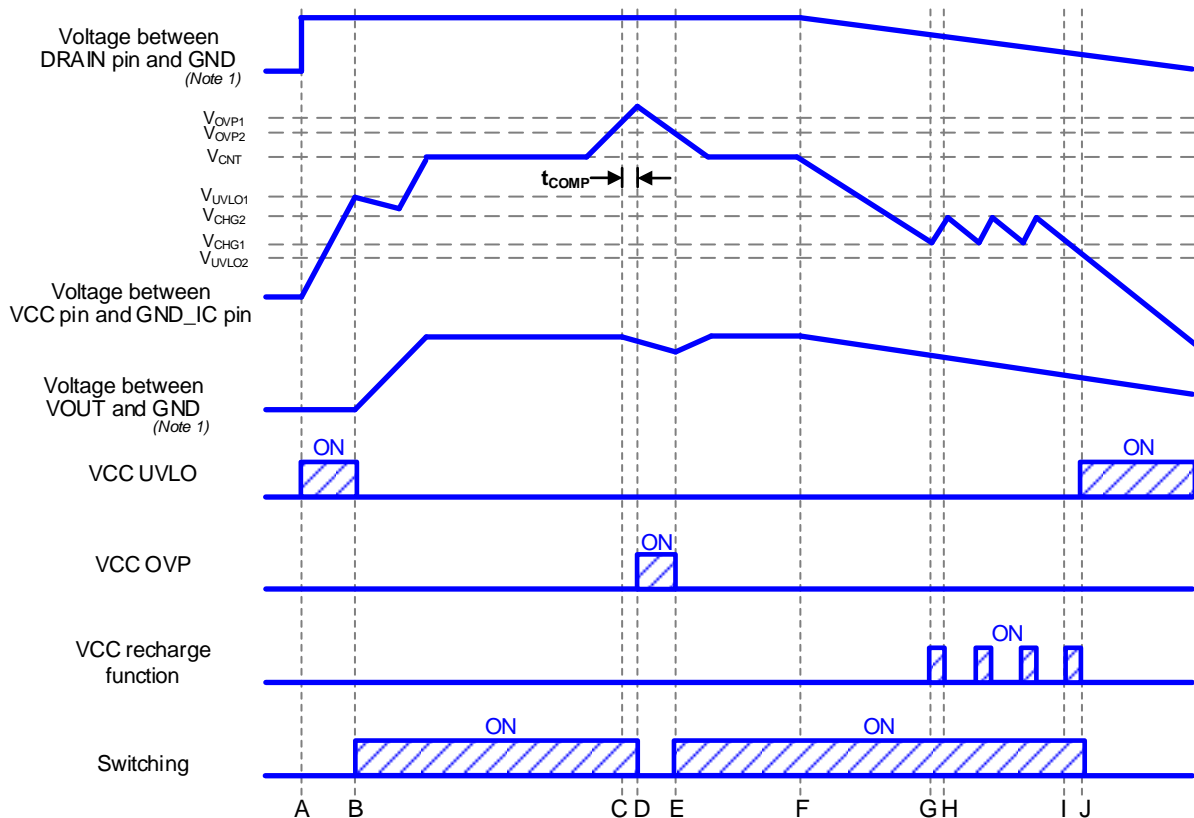 Voltage between
DRAIN pin and GND
(Note 1)
VOVP1
VOVP2
VCNT
tCOMP
VUVLO1
VCHG2
VCHG1
VUVLO2
Voltage between
VCC pin and GND_IC pin
Voltage between
VOUT and GND
(Note 1)
ON
ON
VCC UVLO
ON
VCC OVP
ON
VCC recharge
function
ON
ON
Switching
A B C D E F G H I J